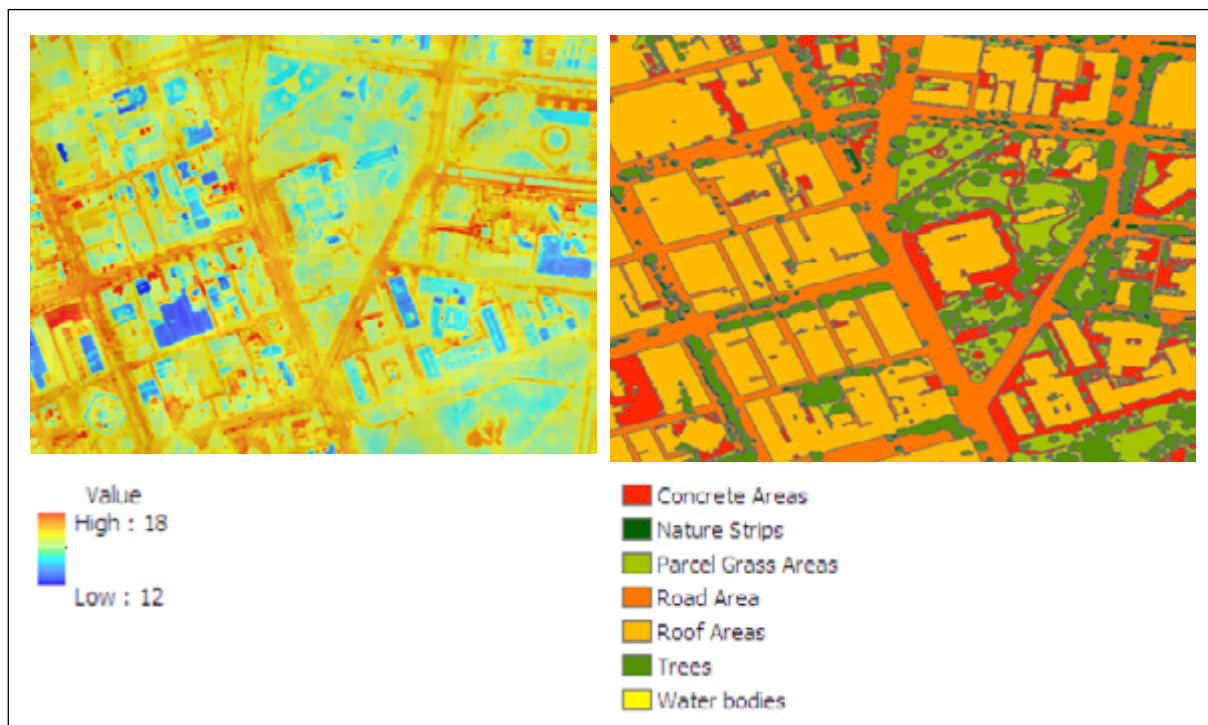 Value
High : 18
Low : 12
Concrete Areas
Nature Strips
Parcel Grass Areas
Road Area
Roof Areas
Trees
Water bodies